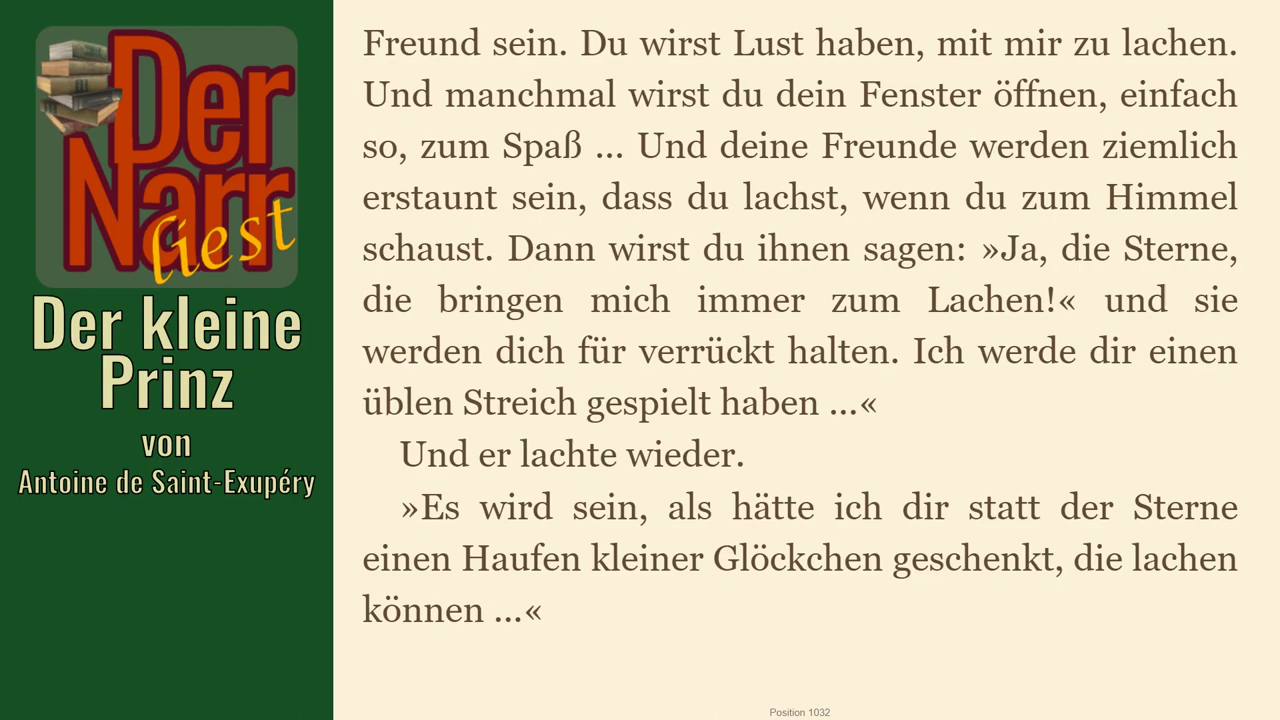 Der
Narr
liest
Der kleine
Prinz
von
Antoine de Saint-Exupéry
Freund sein. Du wirst Lust haben, mit mir zu lachen.
Und manchmal wirst du dein Fenster öffnen, einfach
so, zum Spaß ... Und deine Freunde werden ziemlich
erstaunt sein, dass du lachst, wenn du zum Himmel
schaust. Dann wirst du ihnen sagen: »Ja, die Sterne,
die bringen mich immer zum Lachen!« und sie
werden dich für verrückt halten. Ich werde dir einen
üblen Streich gespielt haben ...«
Und er lachte wieder.
»Es wird sein, als hätte ich dir statt der Sterne
einen Haufen kleiner Glöckchen geschenkt, die lachen
können ...«
Position 1032